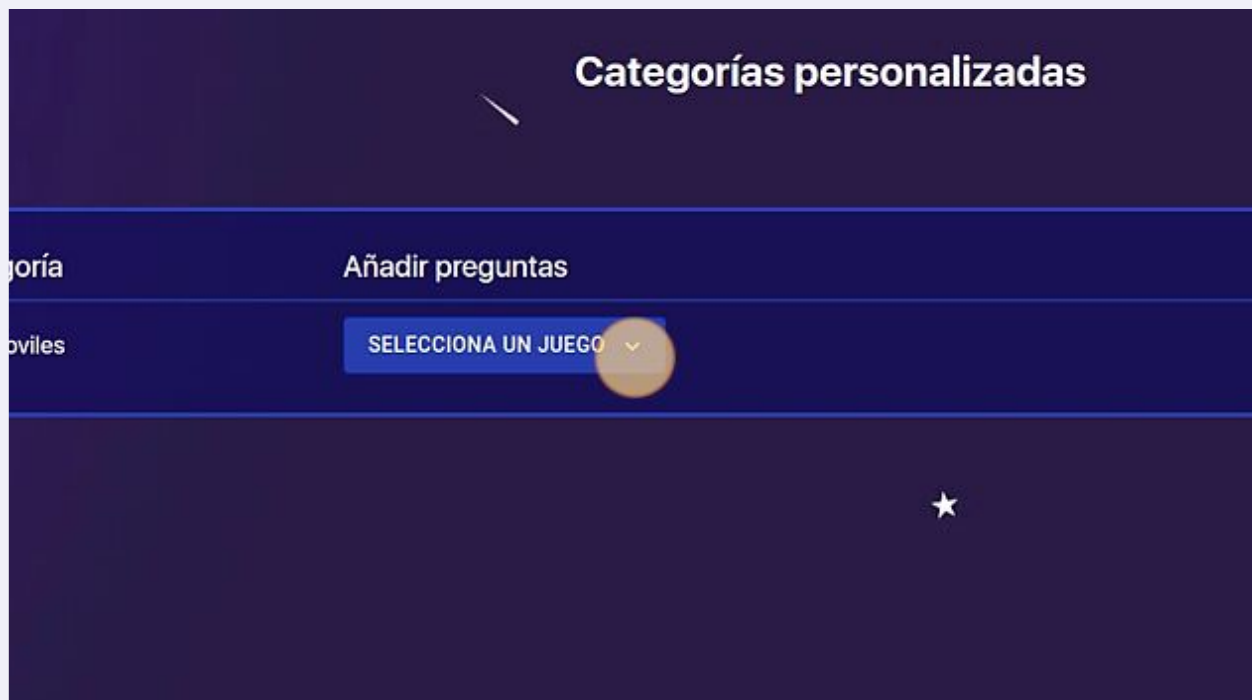 Categorías personalizadas
goría Añadir preguntas
oviles SELECCIONA UN JUEGO